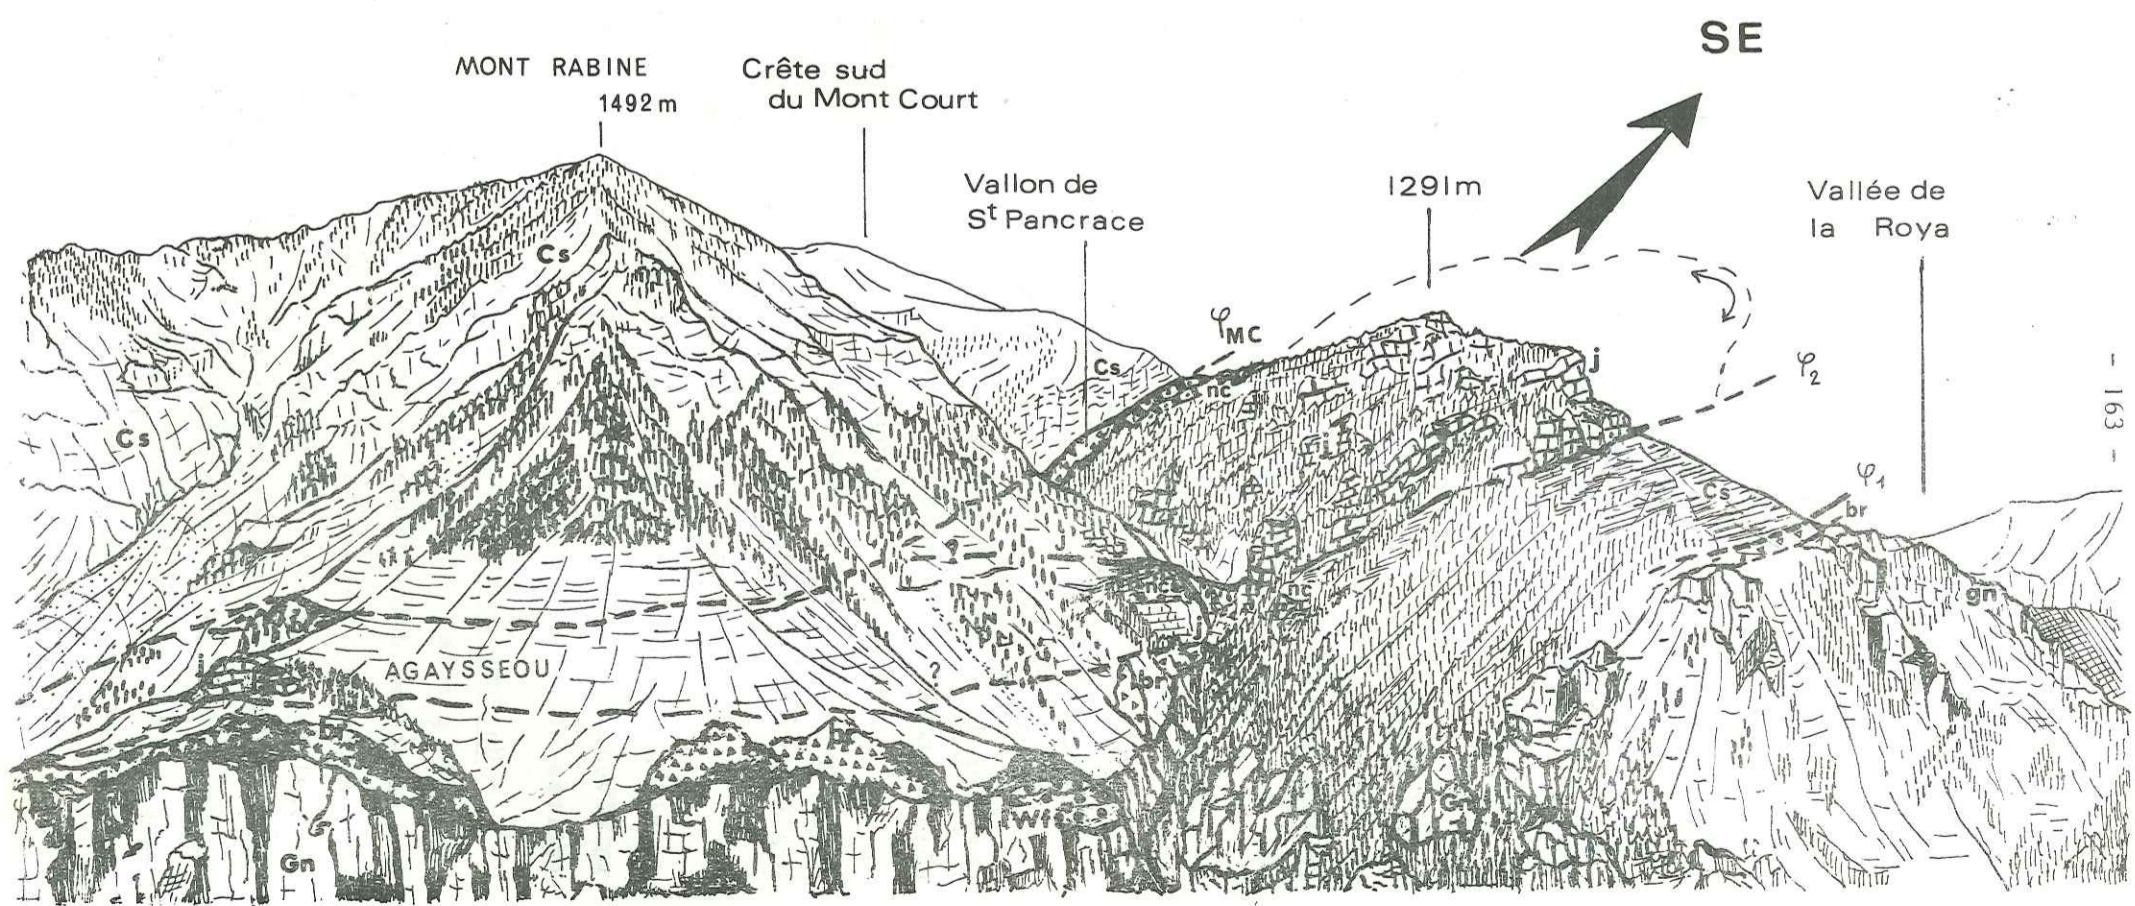 SE
MONT RABINE
1492 m
Crête sud
du Mont Court
Vallon de
St Pancrace
1291m
Vallée de
la Roya
φMC
φ2
φ1
Cs
Cs
Cs
Cs
nc
nc
nc
j
j
j
br
br
br
br
gn
Gn
Gn
AGAYSSEOU
?
?
twfc
- 163 -